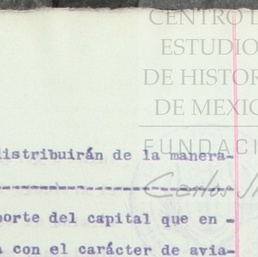 CENTRO D
ESTUDIO
DE HISTOR
DE MEXIC
FUNDACI
distribuirán de la manera-
---------------------------
porte del capital que en -
con el carácter de avia-